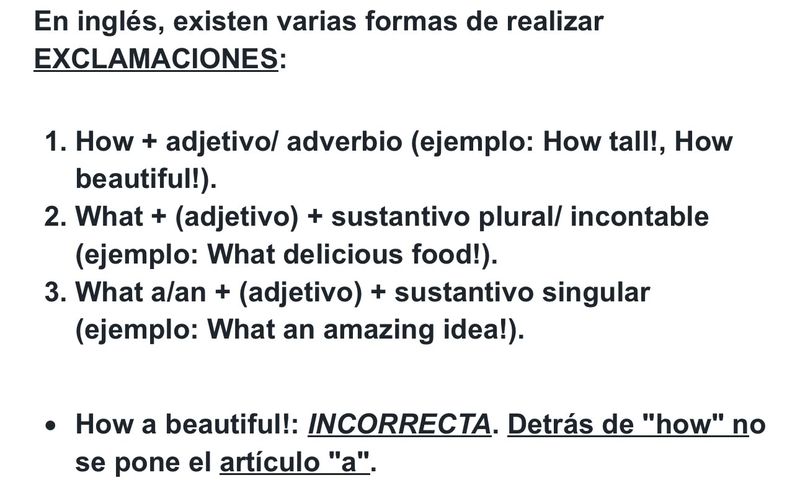 En inglés, existen varias formas de realizar
EXCLAMACIONES:
1. How + adjetivo/ adverbio (ejemplo: How tall!, How
beautiful!).
2. What + (adjetivo) + sustantivo plural/ incontable
(ejemplo: What delicious food!).
3. What a/an + (adjetivo) + sustantivo singular
(ejemplo: What an amazing idea!).
• How a beautiful!: INCORRECTA. Detrás de "how" no
se pone el artículo "a".